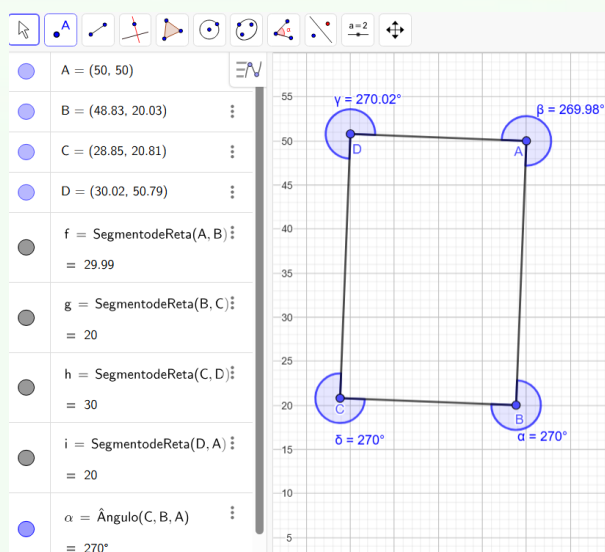 A
a=2
A = (50, 50)
B = (48.83, 20.03)
C = (28.85, 20.81)
D = (30.02, 50.79)
f = SegmentodeReta(A, B)
= 29.99
g = SegmentodeReta(B, C)
= 20
h = SegmentodeReta(C, D)
= 30
i = SegmentodeReta(D, A)
= 20
α = Ângulo(C, B, A)
= 270°
55
50
45
40
35
30
25
20
15
10
5
γ = 270.02°
β = 269.98°
D
A
C
B
δ = 270°
α = 270°